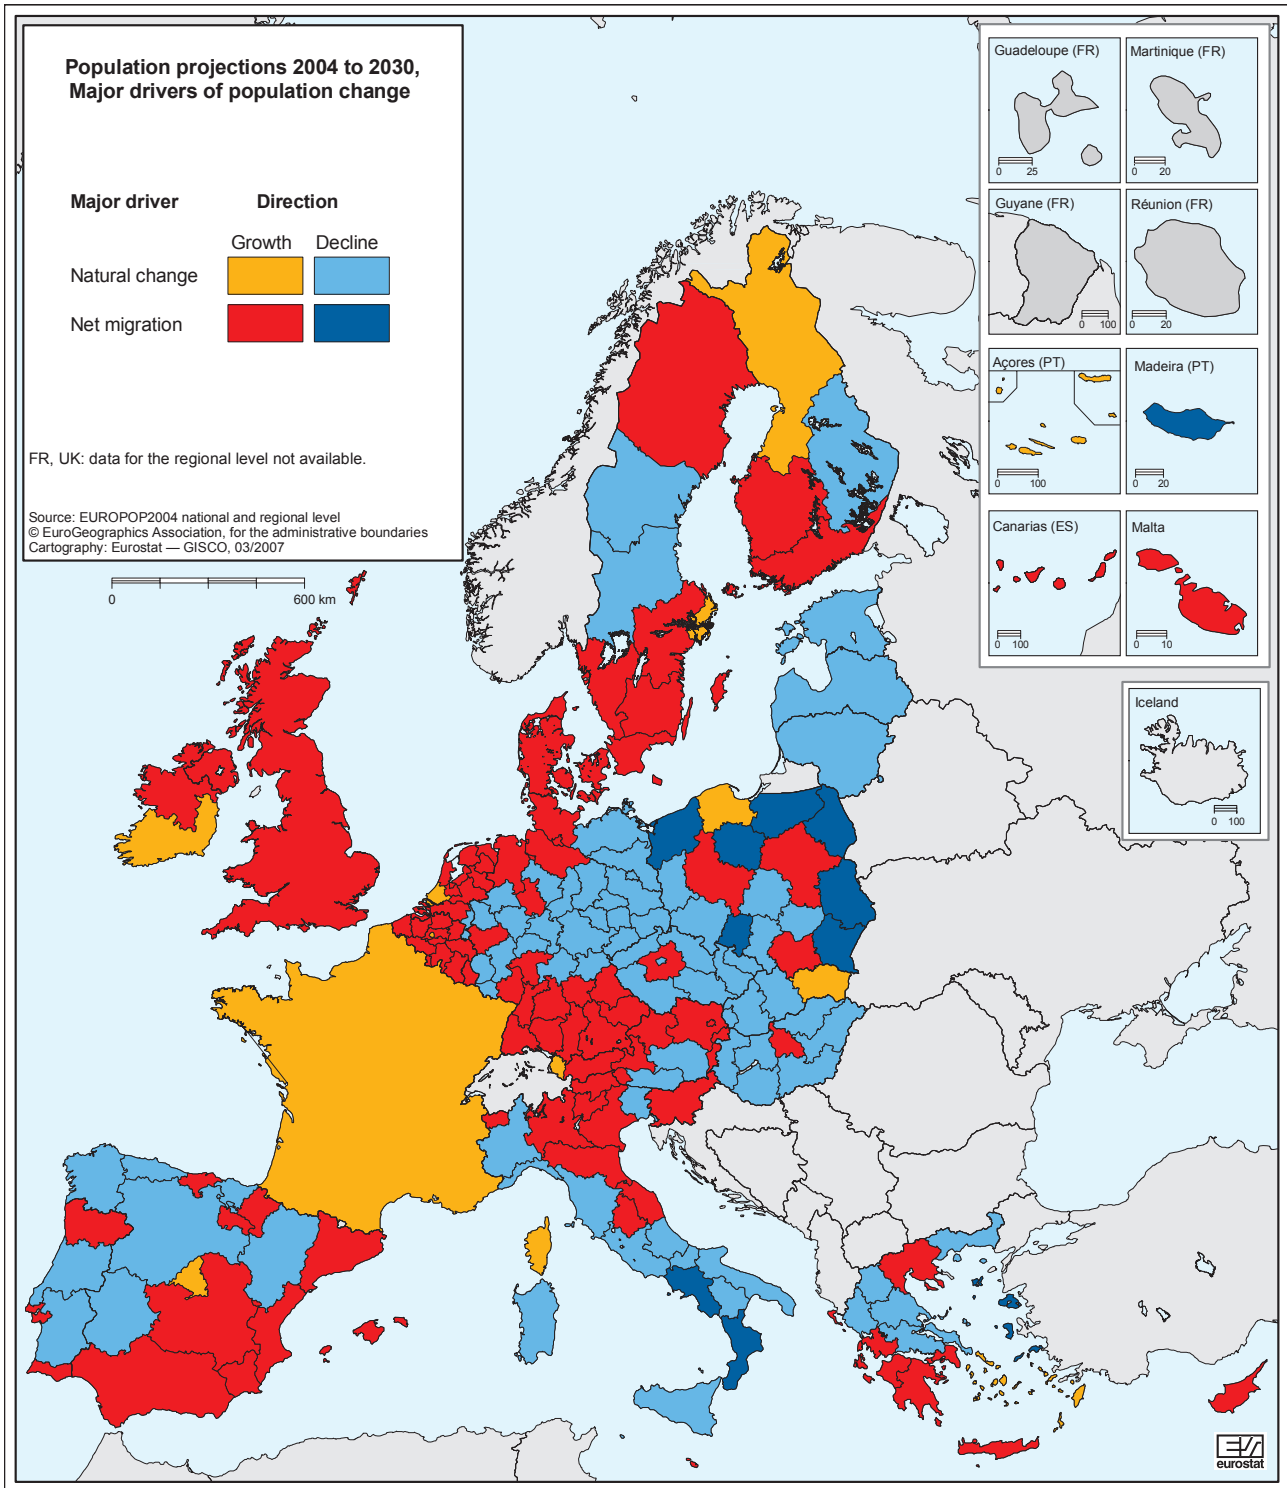 Population projections 2004 to 2030,
Major drivers of population change
Major driver
Direction
Growth
Decline
Natural change
Net migration
FR, UK: data for the regional level not available.
Source: EUROPOP2004 national and regional level
© EuroGeographics Association, for the administrative boundaries
Cartography: Eurostat — GISCO, 03/2007
0 600 km
Guadeloupe (FR)
0 25
Martinique (FR)
0 20
Guyane (FR)
0 100
Réunion (FR)
0 20
Açores (PT)
0 100
Madeira (PT)
0 20
Canarias (ES)
0 100
Malta
0 10
Iceland
0 100
eurostat